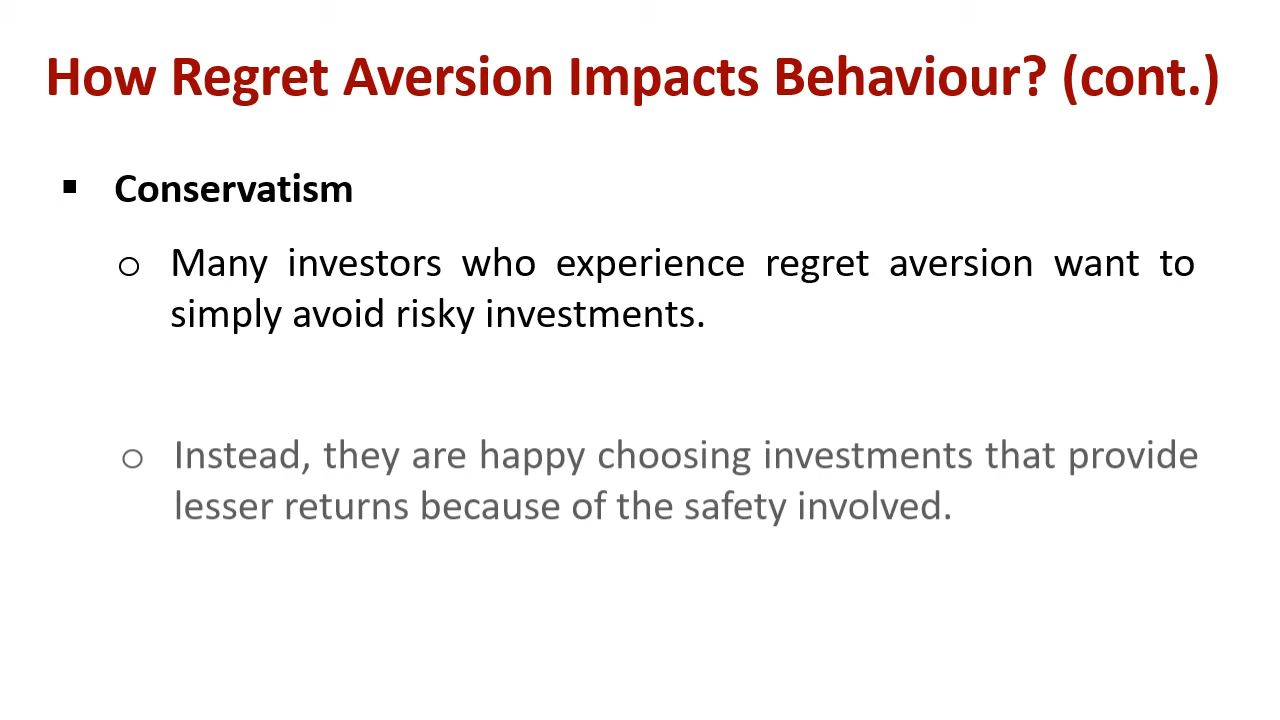 How Regret Aversion Impacts Behaviour? (cont.)
▪ Conservatism
o Many investors who experience regret aversion want to
simply avoid risky investments.
o Instead, they are happy choosing investments that provide
lesser returns because of the safety involved.